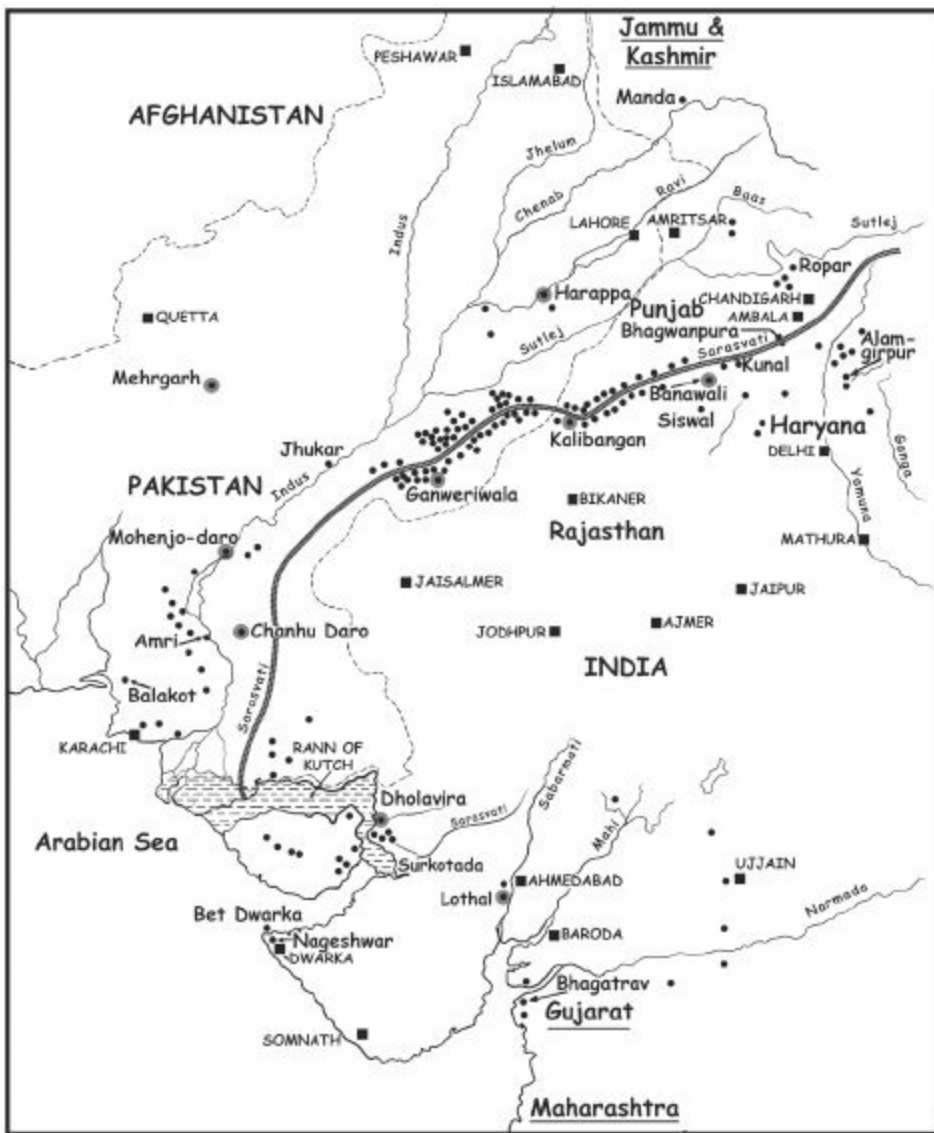 Jammu &
Kashmir
PESHAWAR
ISLAMABAD
AFGHANISTAN
Manda
Jhelum
Chenab
Ravi
Indus
Baas
LAHORE
AMRITSAR
Sutlej
Ropar
Harappa
Punjab
CHANDIGARH
AMBALA
QUETTA
Bhagwanpura
Sarasvati
Alam-
girpur
Sutlej
Kunal
Mehrgarh
Banawali
Siswal
Haryana
Kalibangan
Jhukar
DELHI
Ganga
PAKISTAN
Indus
Ganweriwala
BIKANER
Yamuna
Rajasthan
Mohenjo-daro
MATHURA
JAISALMER
JAIPUR
Chanhu Daro
AJMER
JODHPUR
Amri
INDIA
Balakot
Sarasvati
KARACHI
RANN OF
KUTCH
Sabarmati
Dholavira
Sarasvati
Mahi
Arabian Sea
Surkotada
UJJAIN
AHMEDABAD
Lothal
Narmada
Bet Dwarka
Nageshwar
BARODA
DWARKA
Bhagatrav
Gujarat
SOMNATH
Maharashtra